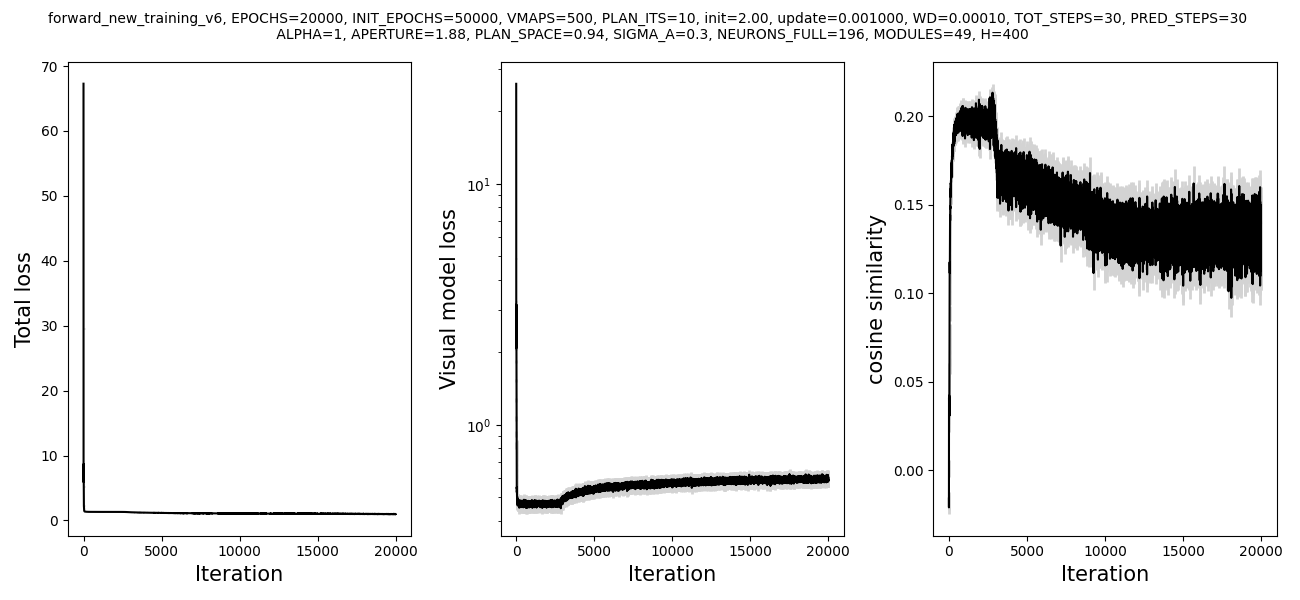 forward_new_training_v6, EPOCHS=20000, INIT_EPOCHS=50000, VMAPS=500, PLAN_ITS=10, init=2.00, update=0.001000, WD=0.00010, TOT_STEPS=30, PRED_STEPS=30
ALPHA=1, APERTURE=1.88, PLAN_SPACE=0.94, SIGMA_A=0.3, NEURONS_FULL=196, MODULES=49, H=400
Total loss
70
60
50
40
30
20
10
0
0 5000 10000 15000 20000
Iteration
Visual model loss
10^1
10^0
0 5000 10000 15000 20000
Iteration
cosine similarity
0.20
0.15
0.10
0.05
0.00
0 5000 10000 15000 20000
Iteration